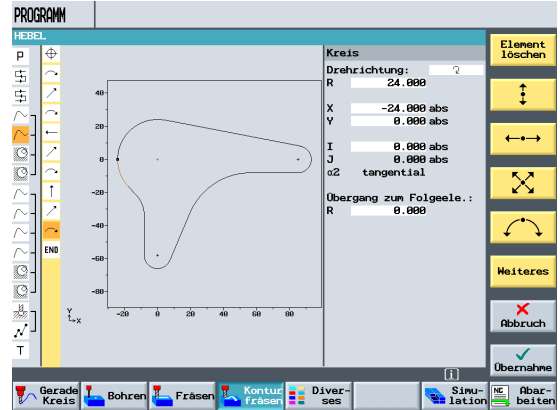 PROGRAMM
HEBEL
P
END
T
40
20
0
-20
-40
-60
-80
-20 0 20 40 60 80
Y
X
Kreis
Drehrichtung:
R 24.000
X -24.000 abs
Y 0.000 abs
I 0.000 abs
J 0.000 abs
α2 tangential
Übergang zum Folgeele.:
R 0.000
Element
löschen
Weiteres
Abbruch
Übernahme
i
Gerade
Kreis
Bohren
Fräsen
Kontur
fräsen
Diver-
ses
Simu-
lation
NC
Abar-
beiten